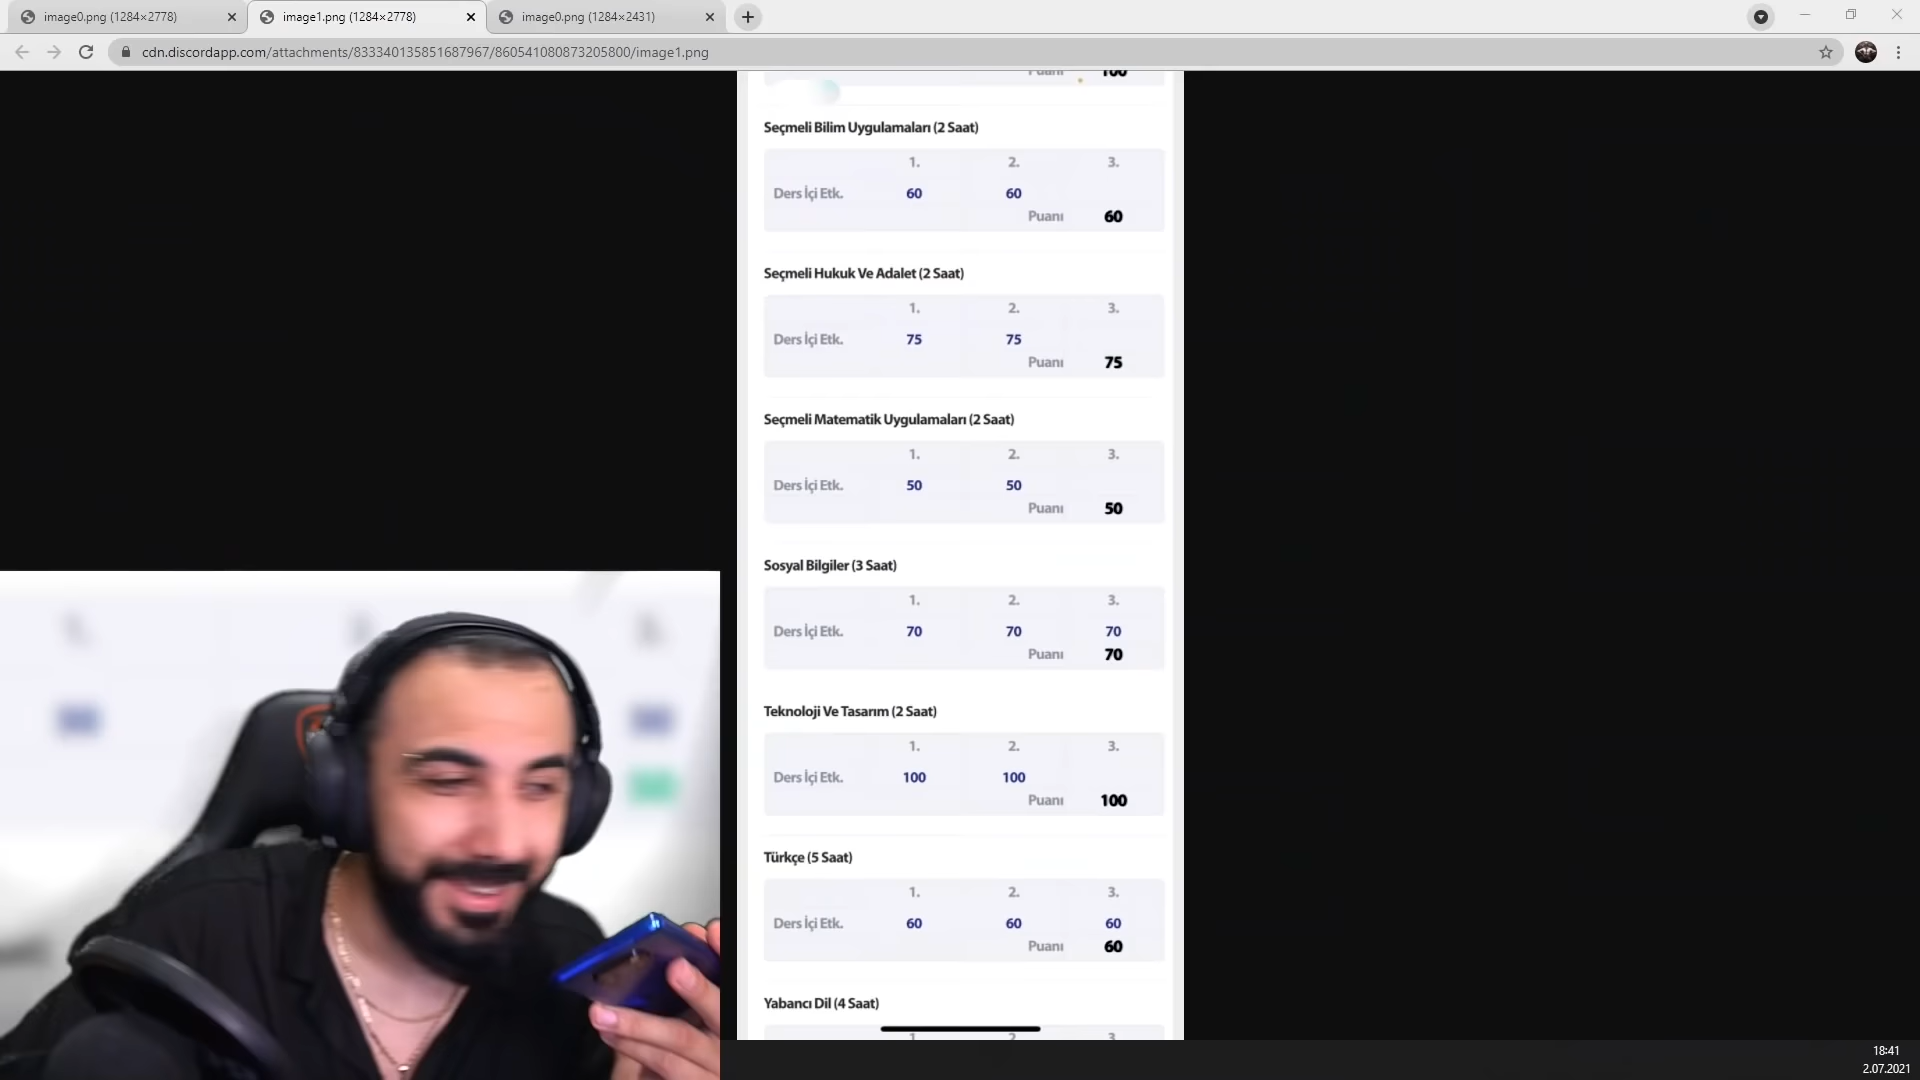 image0.png (1284×2778)
image1.png (1284×2778)
image0.png (1284×2431)
cdn.discordapp.com/attachments/833340135851687967/860541080873205800/image1.png
Puanı 100
Seçmeli Bilim Uygulamaları (2 Saat)
1. 2. 3.
Ders İçi Etk. 60 60
Puanı 60
Seçmeli Hukuk Ve Adalet (2 Saat)
1. 2. 3.
Ders İçi Etk. 75 75
Puanı 75
Seçmeli Matematik Uygulamaları (2 Saat)
1. 2. 3.
Ders İçi Etk. 50 50
Puanı 50
Sosyal Bilgiler (3 Saat)
1. 2. 3.
Ders İçi Etk. 70 70 70
Puanı 70
Teknoloji Ve Tasarım (2 Saat)
1. 2. 3.
Ders İçi Etk. 100 100
Puanı 100
Türkçe (5 Saat)
1. 2. 3.
Ders İçi Etk. 60 60 60
Puanı 60
Yabancı Dil (4 Saat)
1 2 3
18:41
2.07.2021